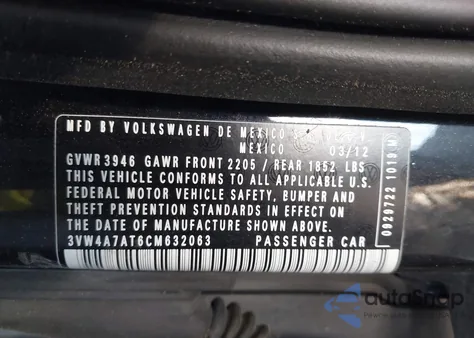 MFD BY VOLKSWAGEN DE MEXICO
MEXICO 03/12
GVWR 3946 GAWR FRONT 2205 / REAR 1852 LBS
THIS VEHICLE CONFORMS TO ALL APPLICABLE U.S.
FEDERAL MOTOR VEHICLE SAFETY, BUMPER AND
THEFT PREVENTION STANDARDS IN EFFECT ON
THE DATE OF MANUFACTURE SHOWN ABOVE
3VW4A7AT6CM632063 PASSENGER CAR
0929722 1019 M
autoSnap